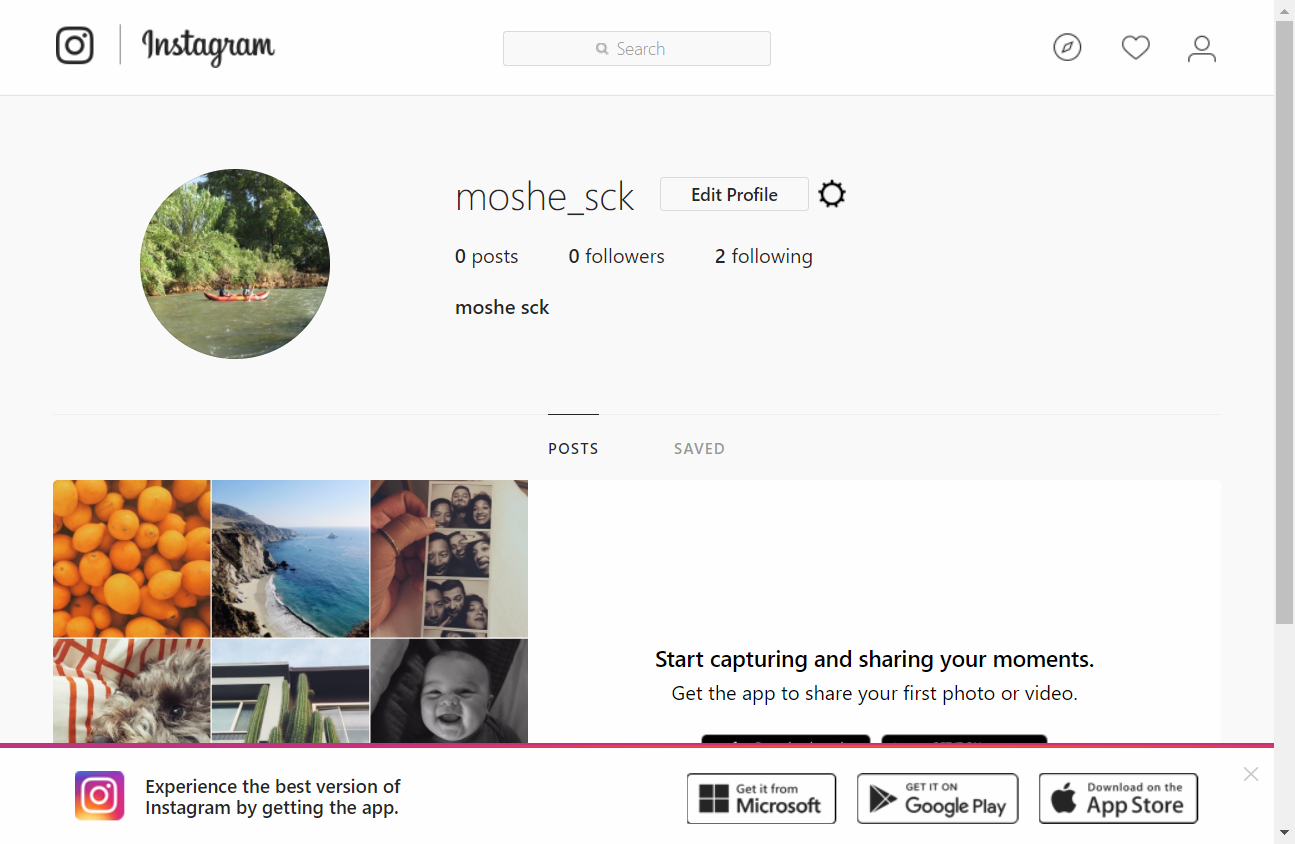 Instagram
Search
moshe_sck
Edit Profile
0 posts
0 followers
2 following
moshe sck
POSTS
SAVED
Start capturing and sharing your moments.
Get the app to share your first photo or video.
Experience the best version of
Instagram by getting the app.
Get it from
Microsoft
GET IT ON
Google Play
Download on the
App Store